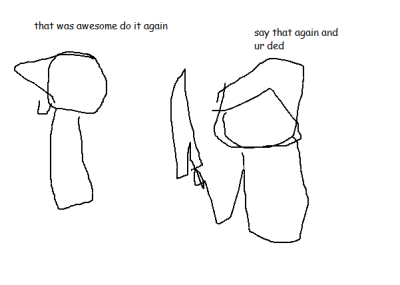 that was awesome do it again
say that again and
ur ded